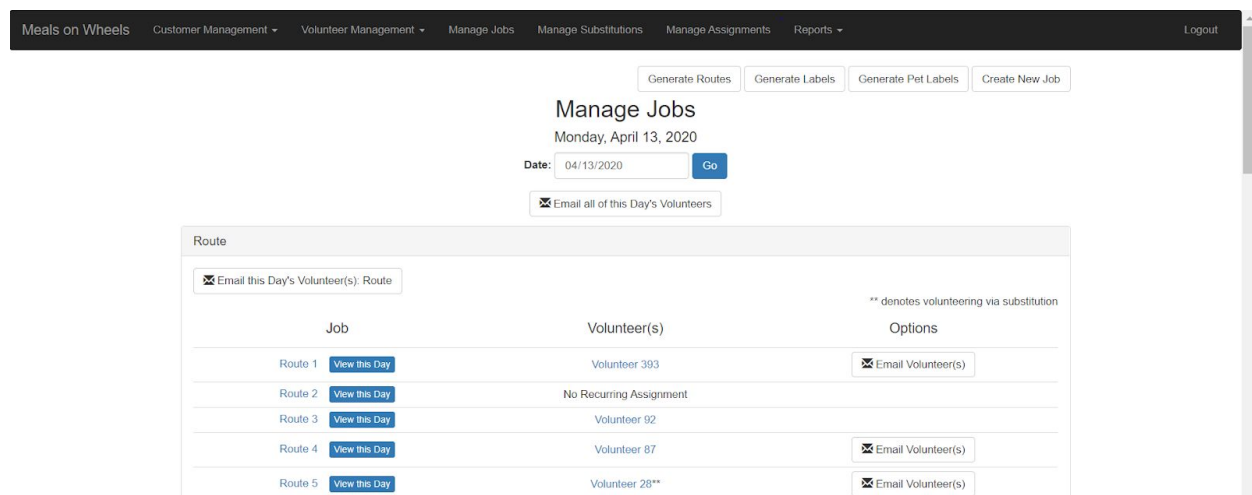 Meals on Wheels Customer Management Volunteer Management Manage Jobs Manage Substitutions Manage Assignments Reports Logout
Generate Routes Generate Labels Generate Pet Labels Create New Job
Manage Jobs
Monday, April 13, 2020
Date: 04/13/2020 Go
Email all of this Day's Volunteers
Route
Email this Day's Volunteer(s): Route
** denotes volunteering via substitution
Job Volunteer(s) Options
Route 1 View this Day Volunteer 393 Email Volunteer(s)
Route 2 View this Day No Recurring Assignment
Route 3 View this Day Volunteer 92
Route 4 View this Day Volunteer 87 Email Volunteer(s)
Route 5 View this Day Volunteer 28** Email Volunteer(s)